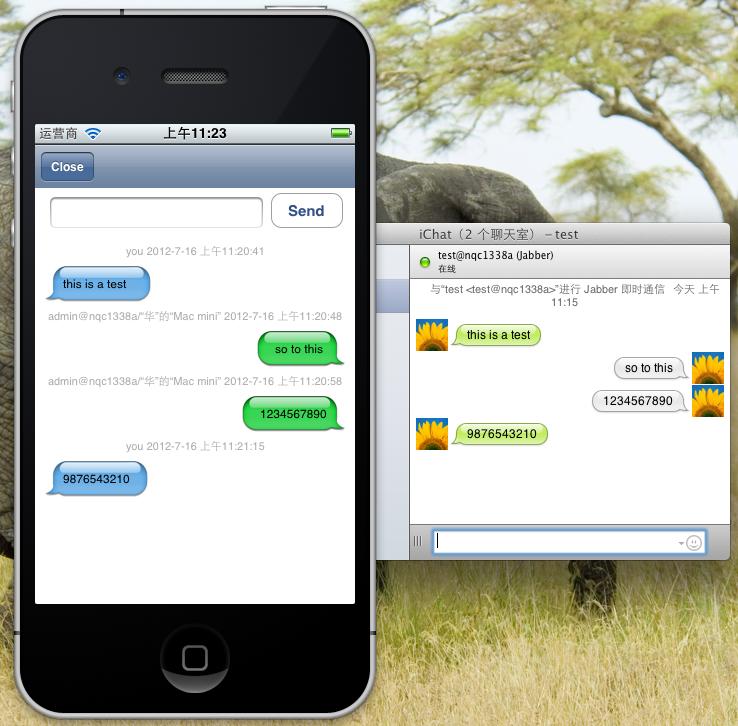 运营商 上午11:23
Close
Send
you 2012-7-16 上午11:20:41
this is a test
admin@nqc1338a/“华”的“Mac mini” 2012-7-16 上午11:20:48
so to this
admin@nqc1338a/“华”的“Mac mini” 2012-7-16 上午11:20:58
1234567890
you 2012-7-16 上午11:21:15
9876543210
iChat（2 个聊天室） – test
test@nqc1338a (Jabber)
在线
与“test <test@nqc1338a>”进行 Jabber 即时通信 今天 上午
11:15
this is a test
so to this
1234567890
9876543210